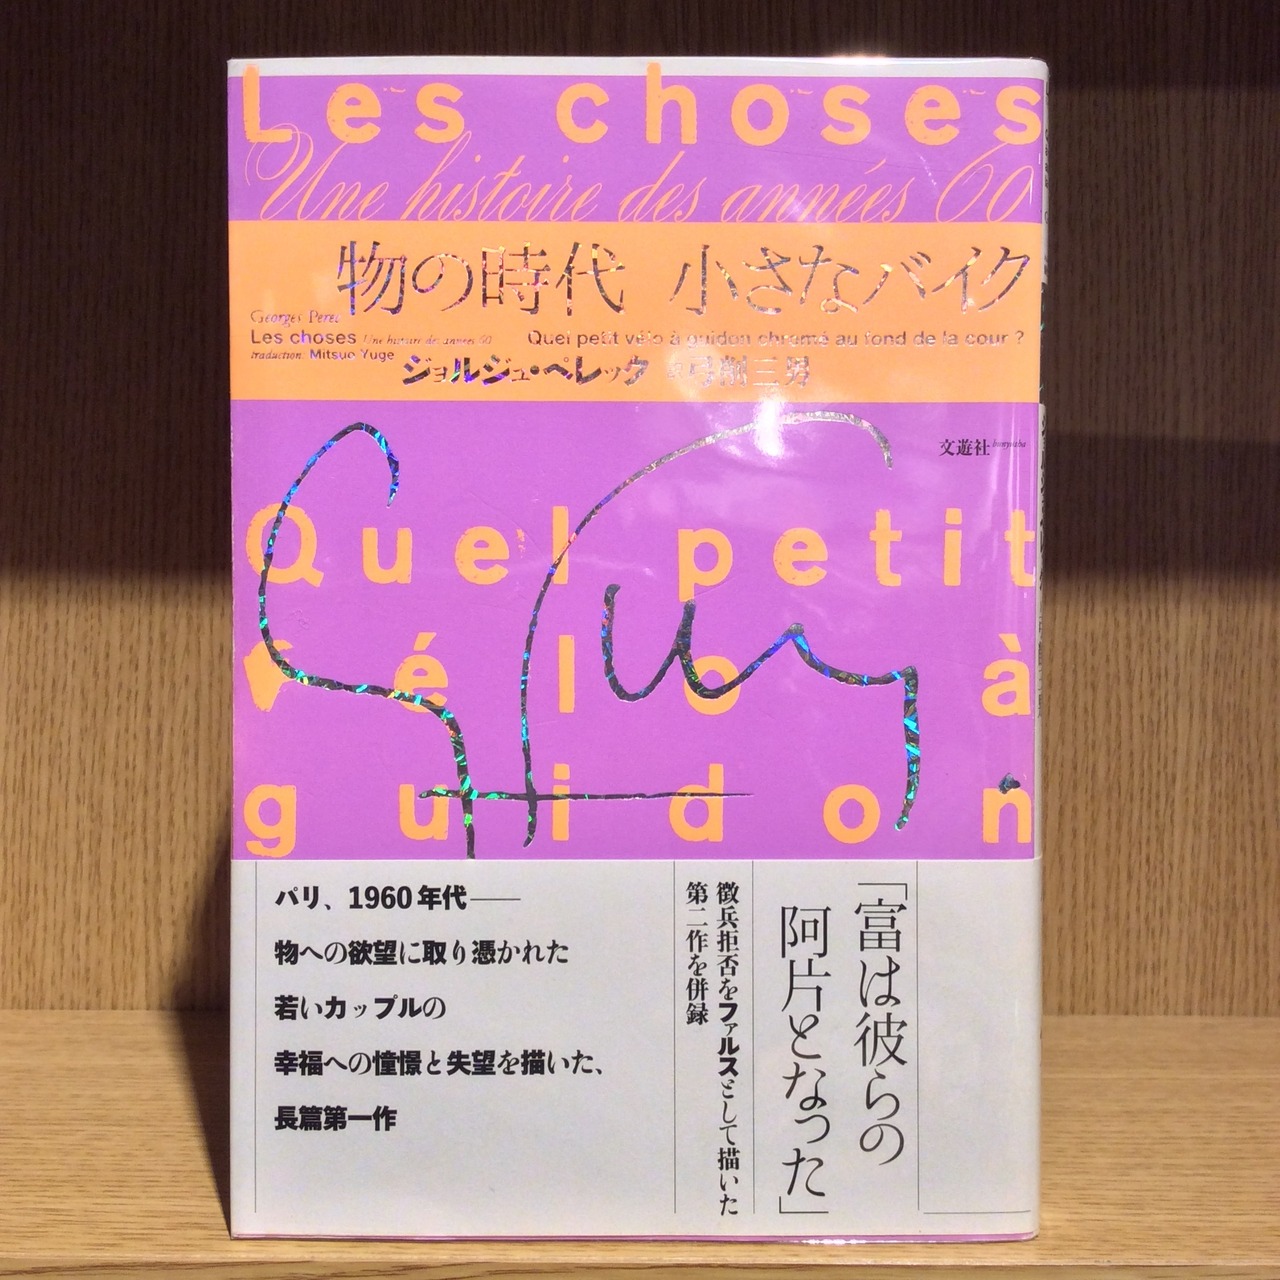 Les choses
Une histoire des années 60
物の時代 小さなバイク
Georges Perec
Les choses Une histoire des années 60 Quel petit vélo à guidon chromé au fond de la cour ?
traduction: Mitsuo Yuge
ジョルジュ・ペレック 弓削三男
文遊社 bunyusha
Quel petit
vélo à
guidon
「富は彼らの
阿片となった」
徴兵拒否をファルスとして描いた
第二作を併録
パリ、1960年代――
物への欲望に取り憑かれた
若いカップルの
幸福への憧憬と失望を描いた、
長篇第一作